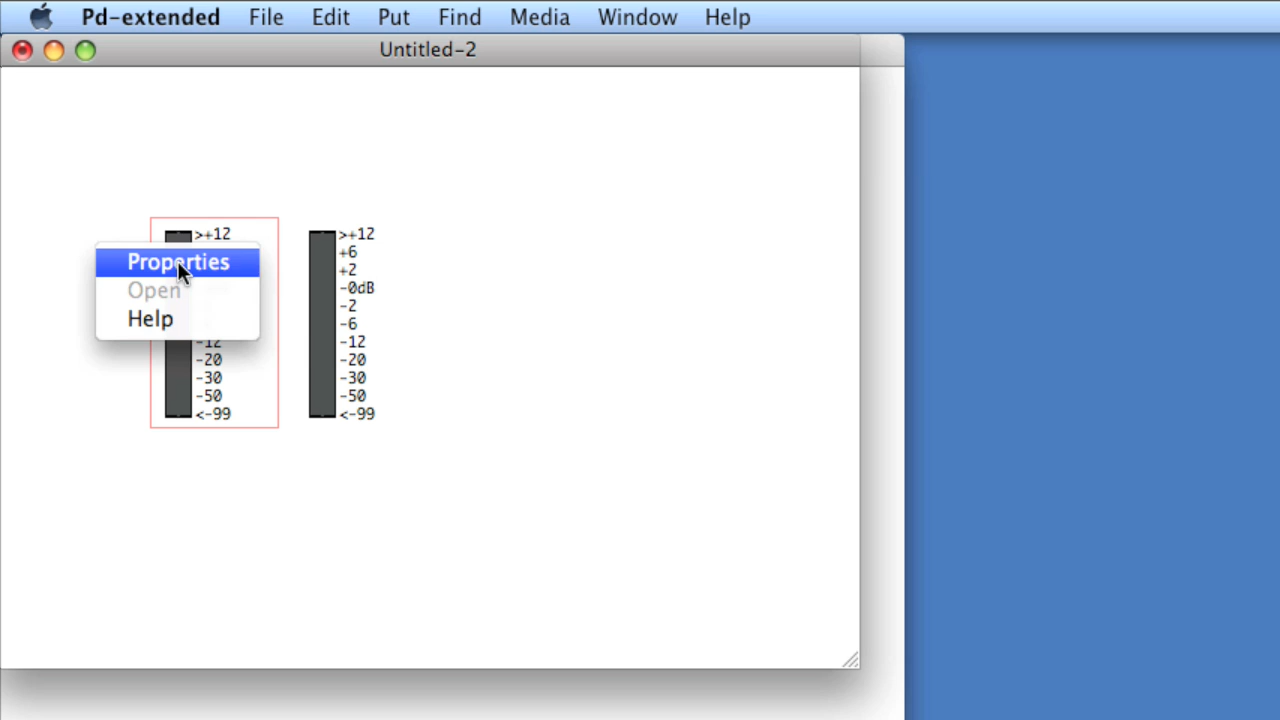 Pd-extended File Edit Put Find Media Window Help
Untitled-2
>+12
Properties
Open
Help
-12
-20
-30
-50
<-99
>+12
+6
+2
-0dB
-2
-6
-12
-20
-30
-50
<-99